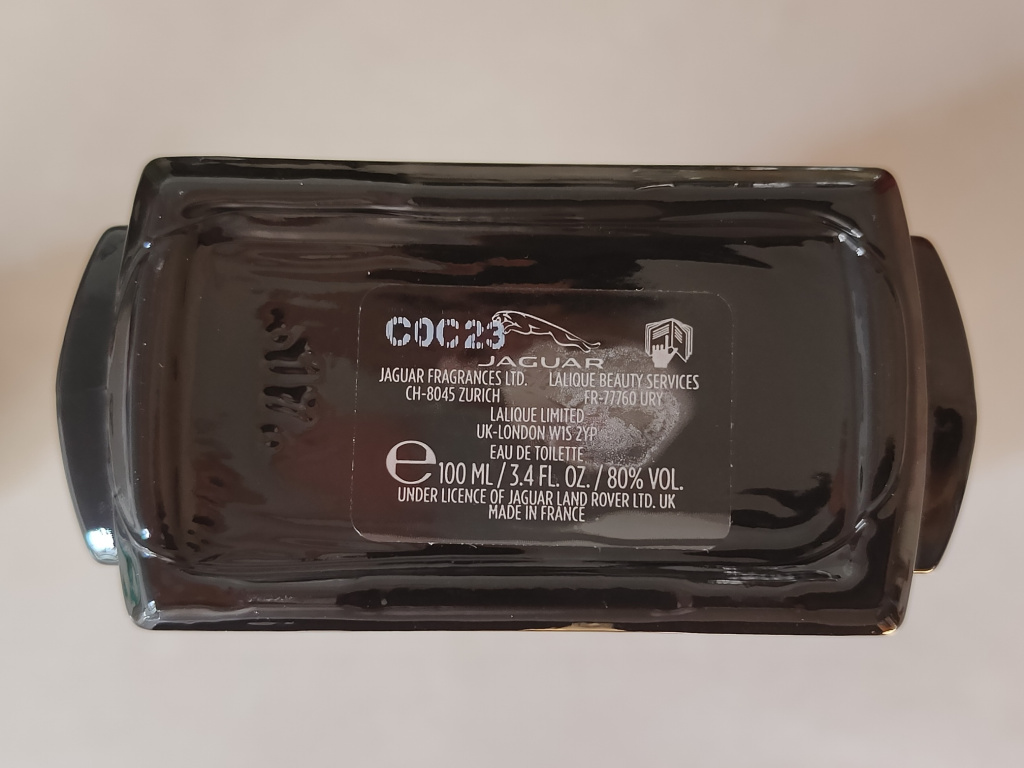 CDC23
JAGUAR
JAGUAR FRAGRANCES LTD. LALIQUE BEAUTY SERVICES
CH-8045 ZURICH FR-77760 URY
LALIQUE LIMITED
UK-LONDON W1S 2YP
EAU DE TOILETTE
e 100 ML / 3.4 FL. OZ. / 80% VOL.
UNDER LICENCE OF JAGUAR LAND ROVER LTD. UK
MADE IN FRANCE